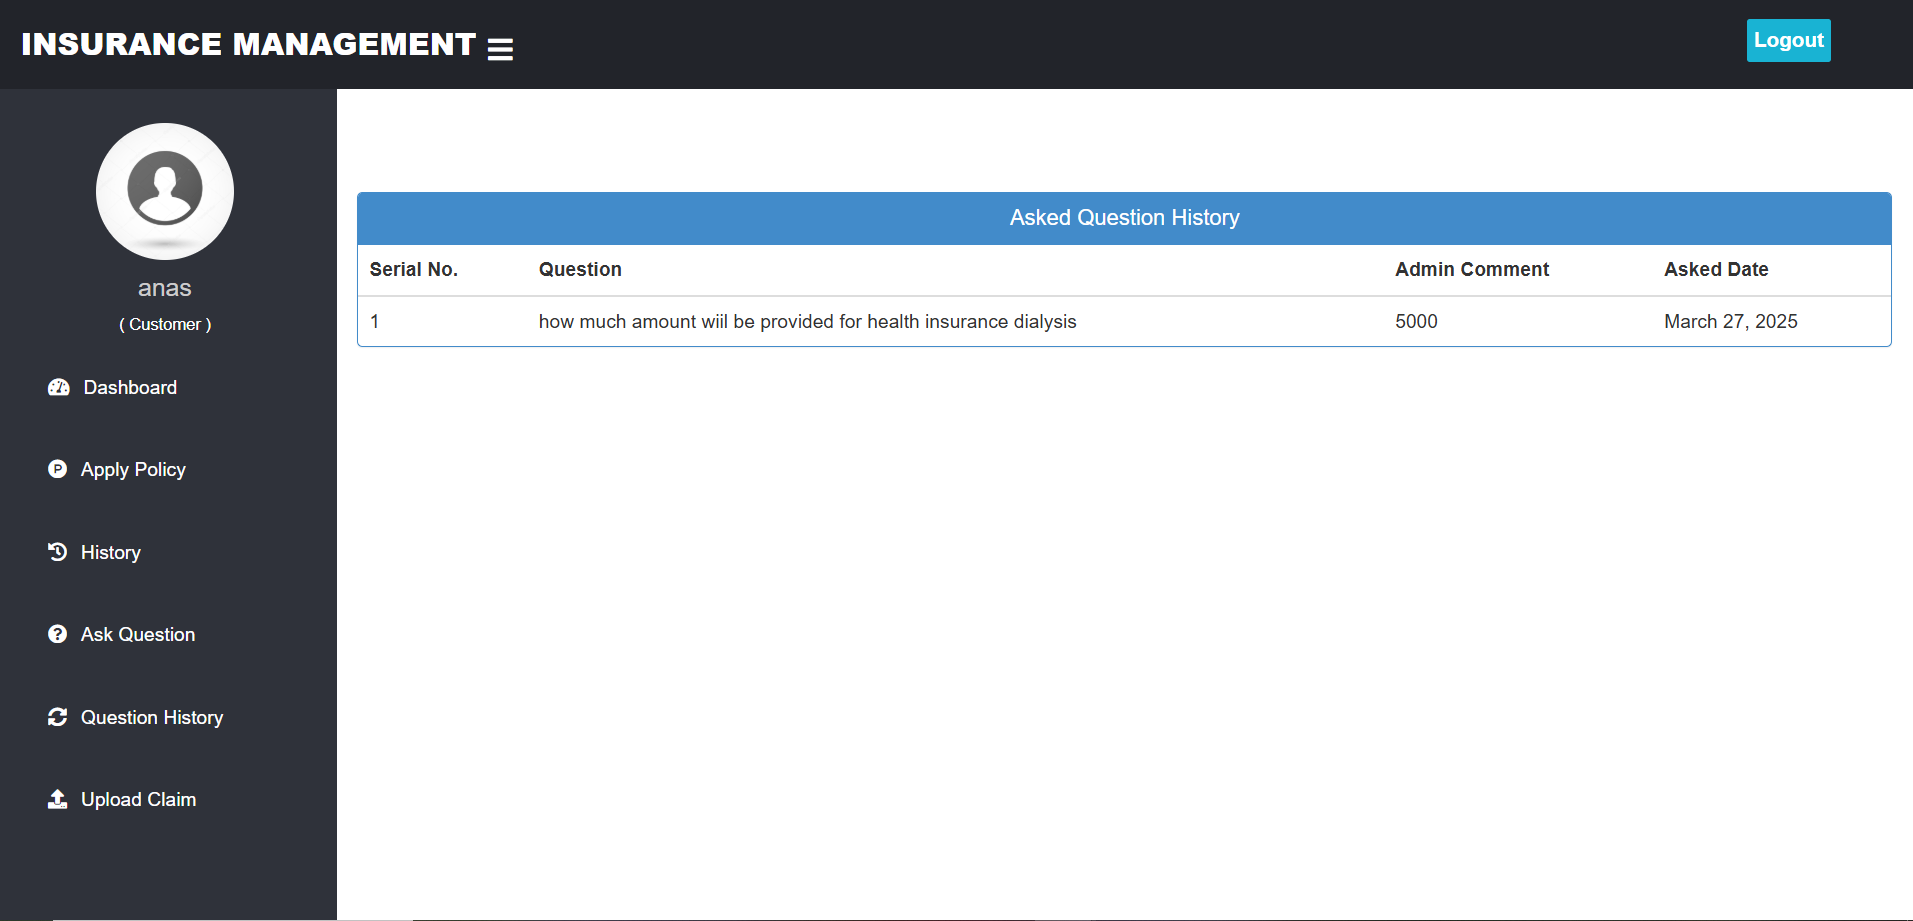 INSURANCE MANAGEMENT
Logout
anas
( Customer )
Dashboard
Apply Policy
History
Ask Question
Question History
Upload Claim
Asked Question History
Serial No. Question Admin Comment Asked Date
1 how much amount wiil be provided for health insurance dialysis 5000 March 27, 2025